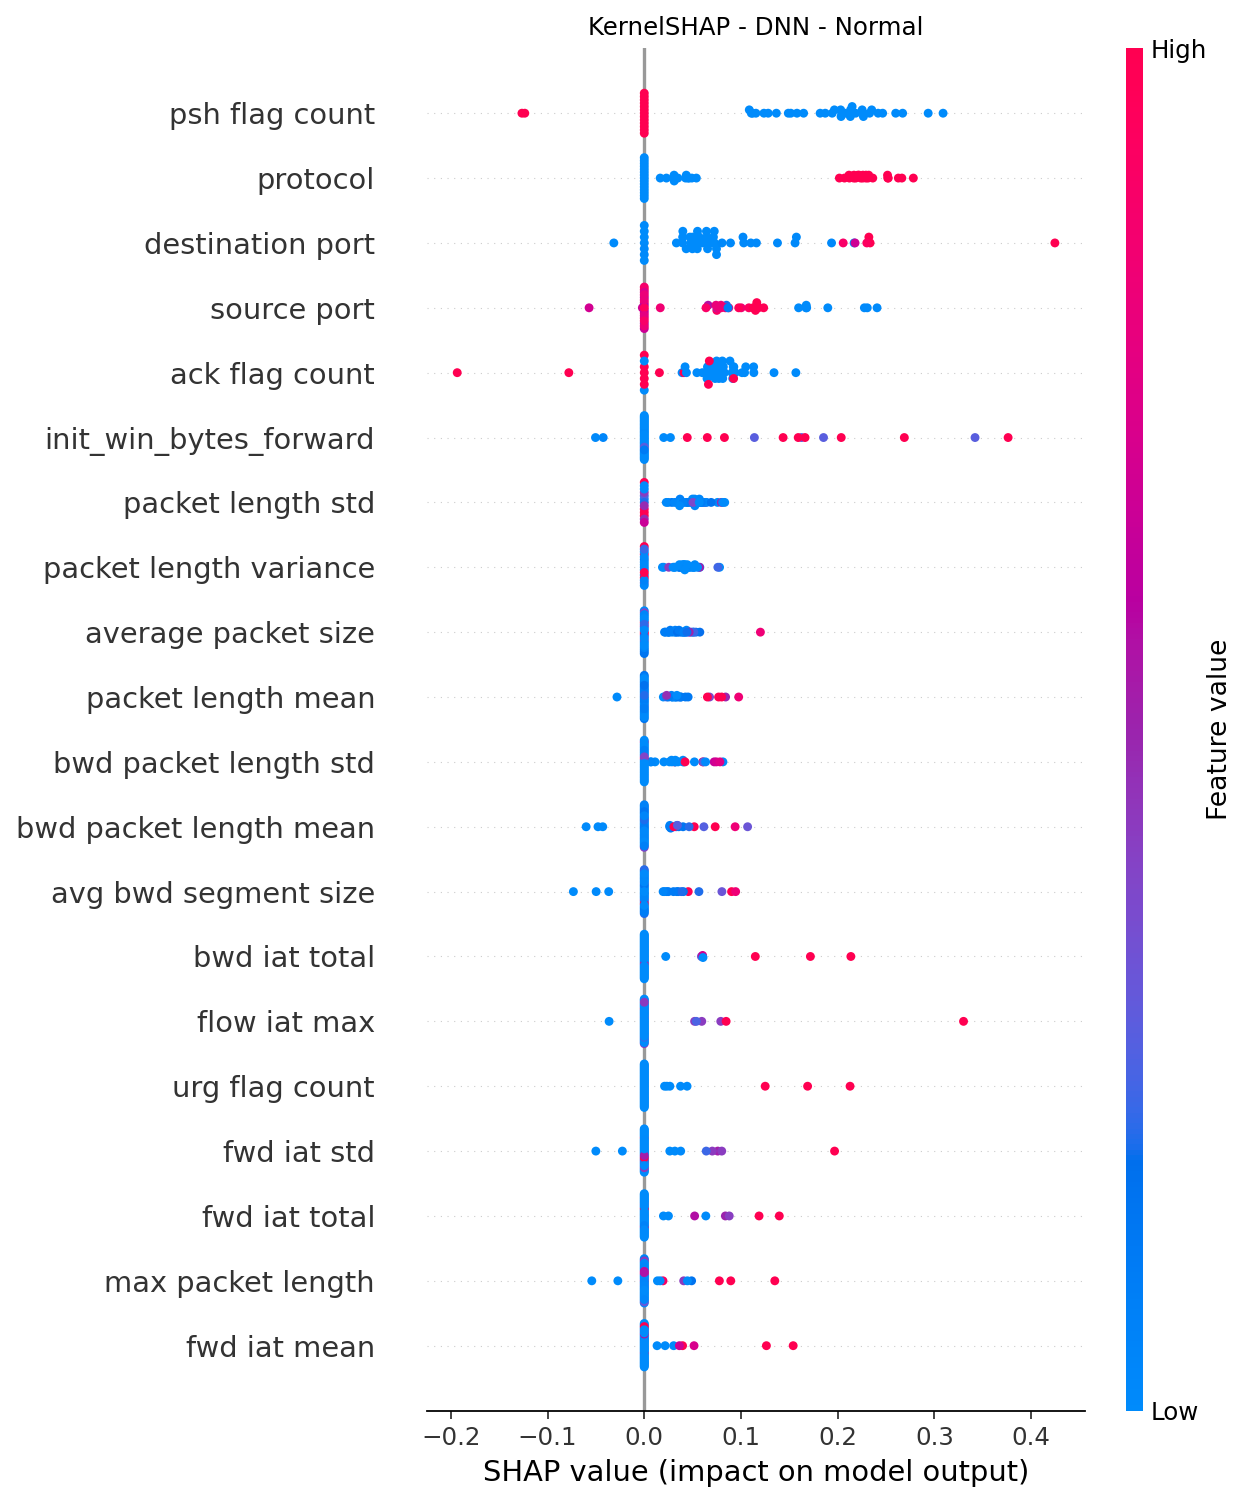 KernelSHAP - DNN - Normal
High
psh flag count
protocol
destination port
source port
ack flag count
init_win_bytes_forward
packet length std
packet length variance
average packet size
packet length mean
bwd packet length std
bwd packet length mean
avg bwd segment size
bwd iat total
flow iat max
urg flag count
fwd iat std
fwd iat total
max packet length
fwd iat mean
Feature value
Low
−0.2 −0.1 0.0 0.1 0.2 0.3 0.4
SHAP value (impact on model output)